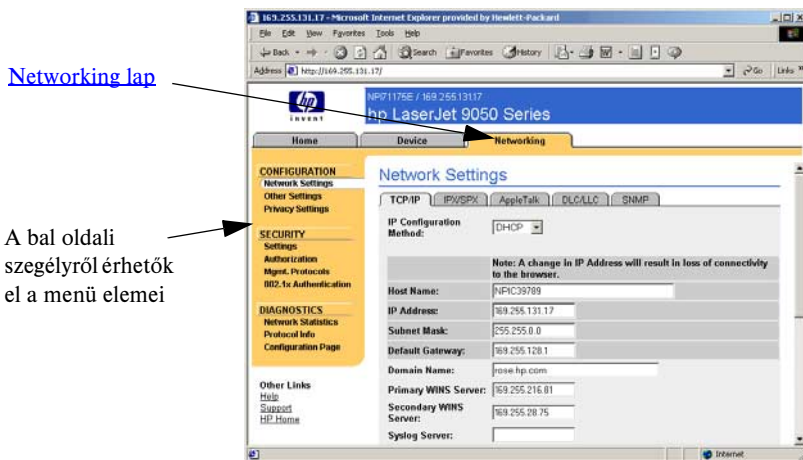 169.255.131.17 - Microsoft Internet Explorer provided by Hewlett-Packard
File Edit View Favorites Tools Help
Back Search Favorites History
Address http://169.255.131.17/ Go Links »
Networking lap
hp
invent
NPI71175E / 169.255.131.17
hp LaserJet 9050 Series
Home Device Networking
CONFIGURATION
Network Settings
Other Settings
Privacy Settings
SECURITY
Settings
Authorization
Mgmt. Protocols
802.1x Authentication
DIAGNOSTICS
Network Statistics
Protocol Info
Configuration Page
Other Links
Help
Support
HP Home
A bal oldali
szegélyről érhetők
el a menü elemei
Network Settings
TCP/IP IPX/SPX AppleTalk DLC/LLC SNMP
IP Configuration
Method: DHCP
Note: A change in IP Address will result in loss of connectivity
to the browser.
Host Name: NPIC39789
IP Address: 169.255.131.17
Subnet Mask: 255.255.0.0
Default Gateway: 169.255.128.1
Domain Name: rose.hp.com
Primary WINS Server: 169.255.216.81
Secondary WINS
Server: 169.255.28.75
Syslog Server:
Internet